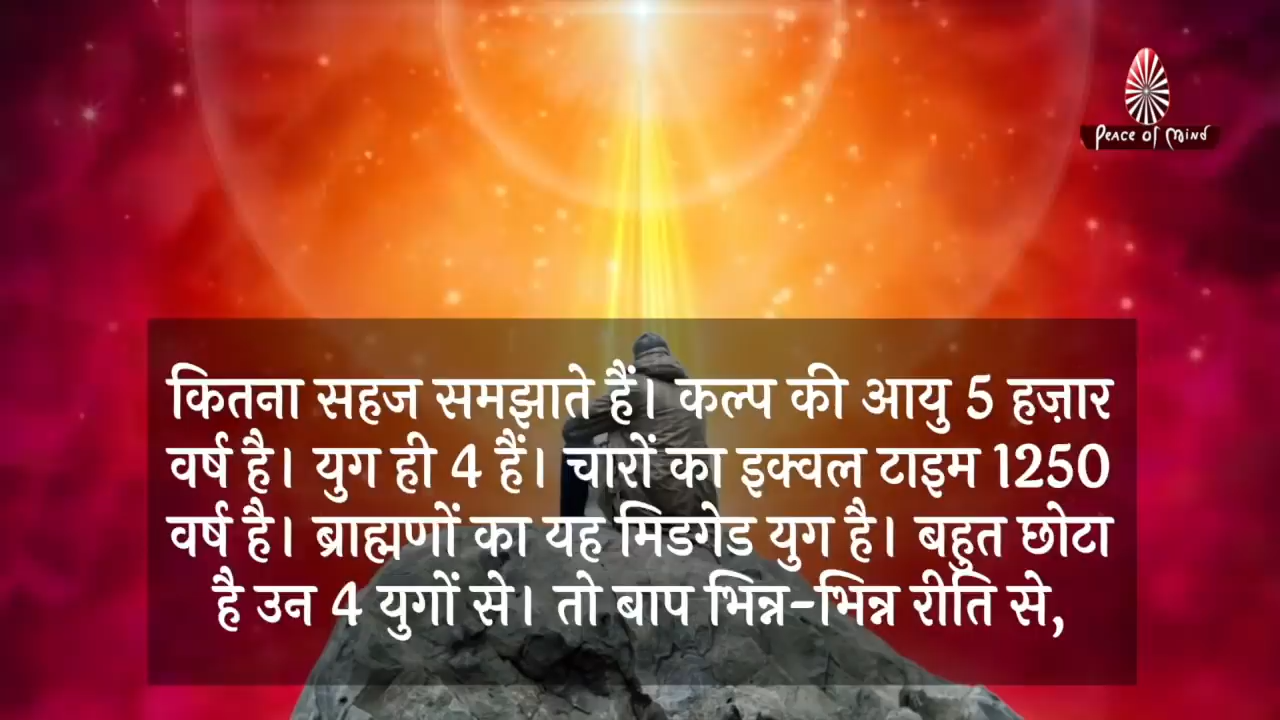 Peace of Mind
कितना सहज समझाते हैं। कल्प की आयु 5 हज़ार
वर्ष है। युग ही 4 हैं। चारों का इक्वल टाइम 1250
वर्ष है। ब्राह्मणों का यह मिडगेड युग है। बहुत छोटा
है उन 4 युगों से। तो बाप भिन्न-भिन्न रीति से,